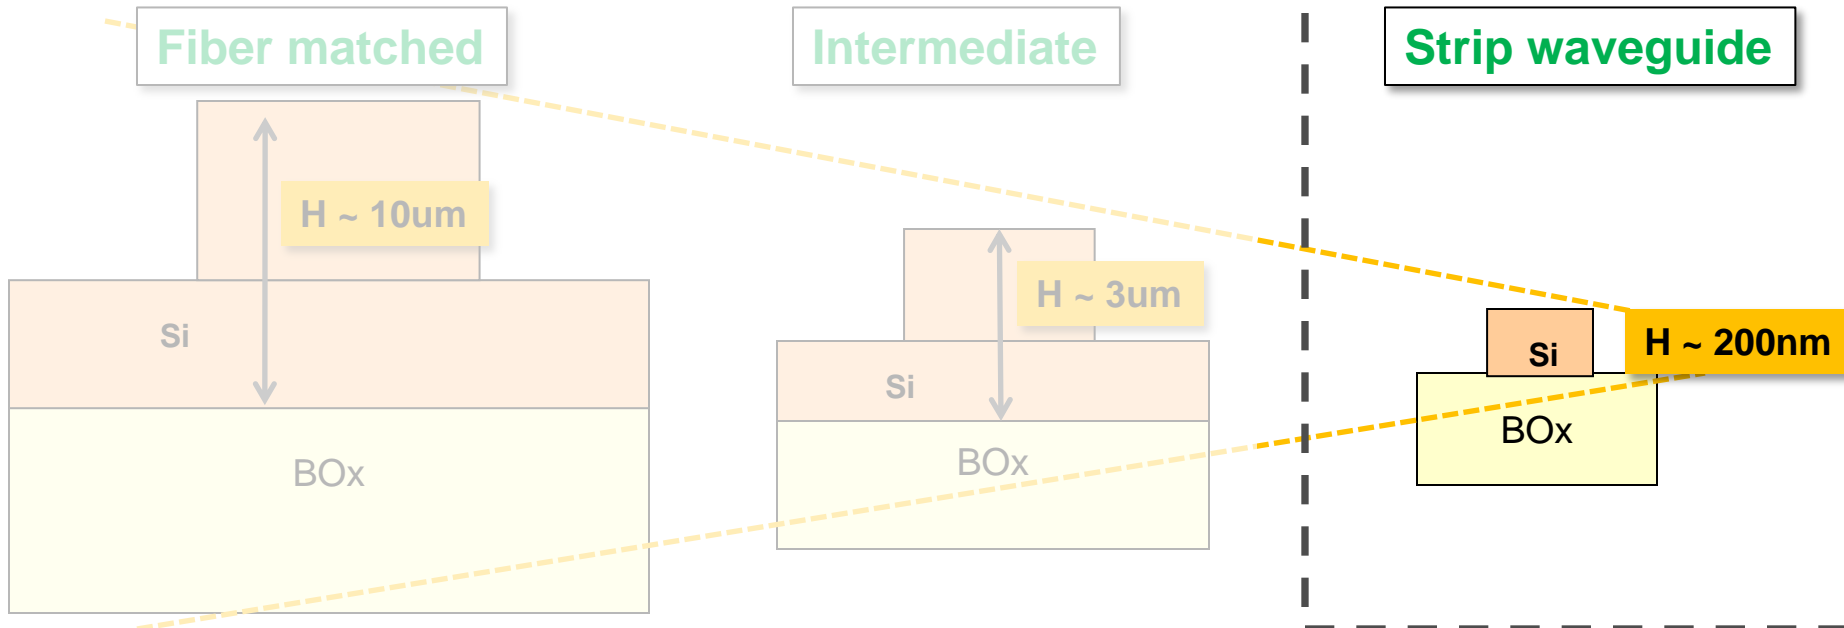 Fiber matched
Intermediate
Strip waveguide
H ~ 10um
H ~ 3um
H ~ 200nm
Si
Si
Si
BOx
BOx
BOx